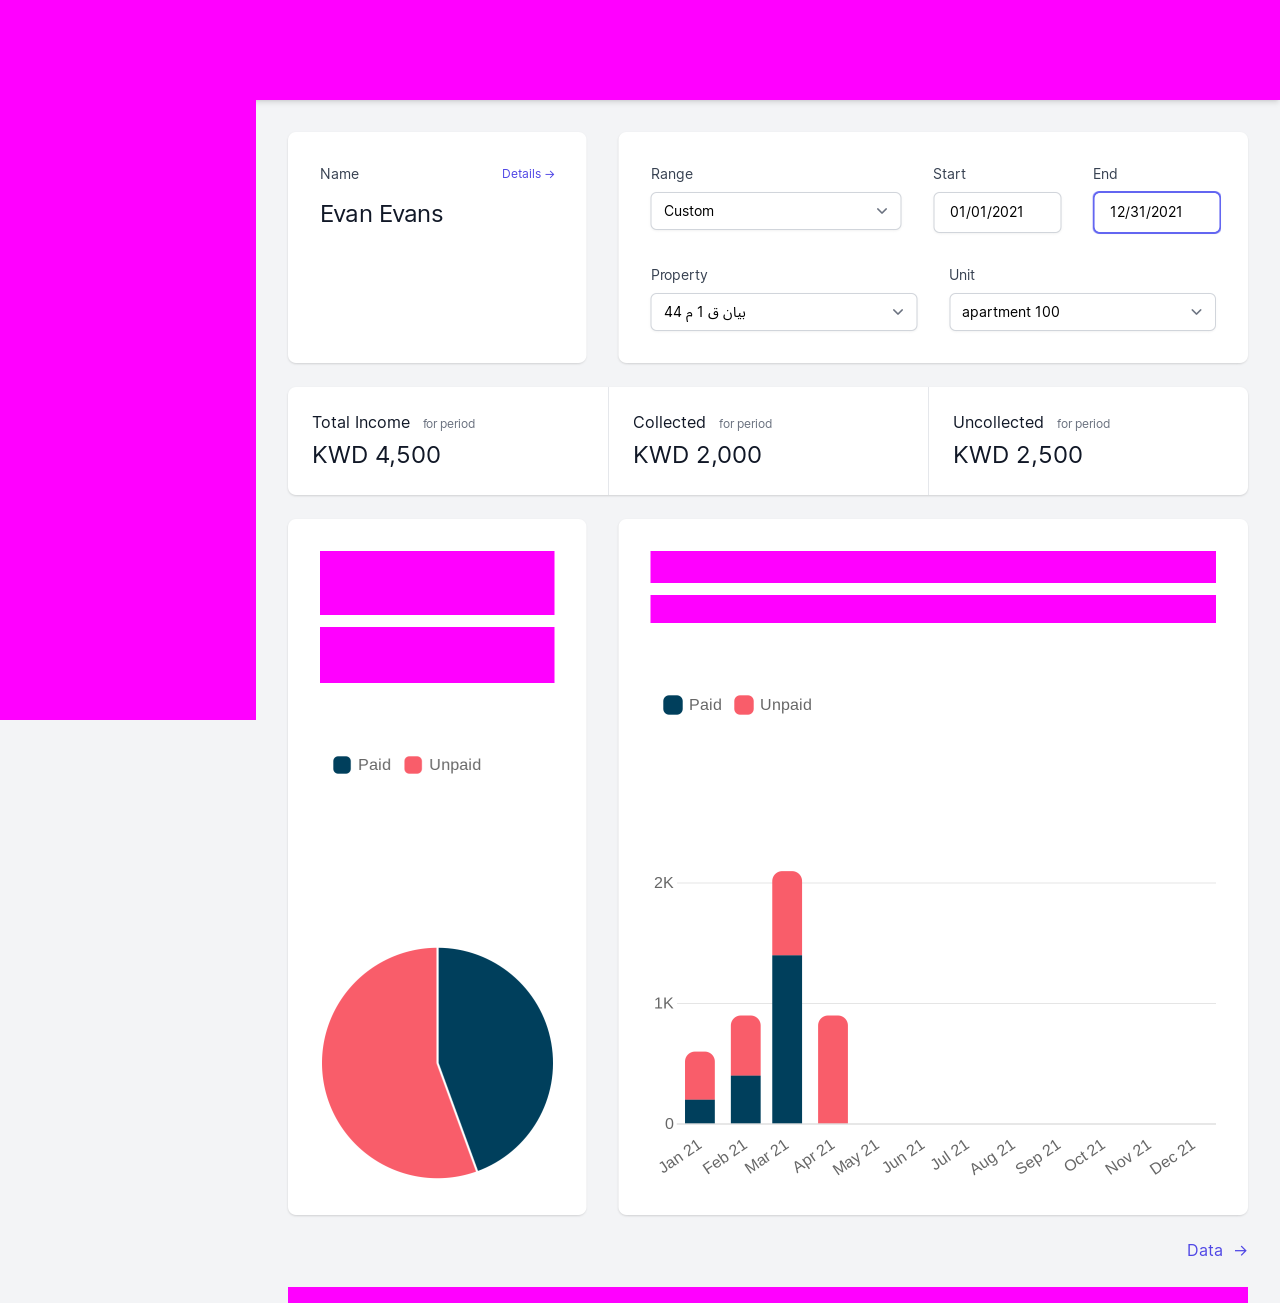 Name
Details →
Evan Evans
Range
Start
End
Custom
01/01/2021
12/31/2021
Property
Unit
بيان ق 1 م 44
apartment 100
Total Income for period
KWD 4,500
Collected for period
KWD 2,000
Uncollected for period
KWD 2,500
Paid
Unpaid
Paid
Unpaid
2K
1K
0
Jan 21
Feb 21
Mar 21
Apr 21
May 21
Jun 21
Jul 21
Aug 21
Sep 21
Oct 21
Nov 21
Dec 21
Data →